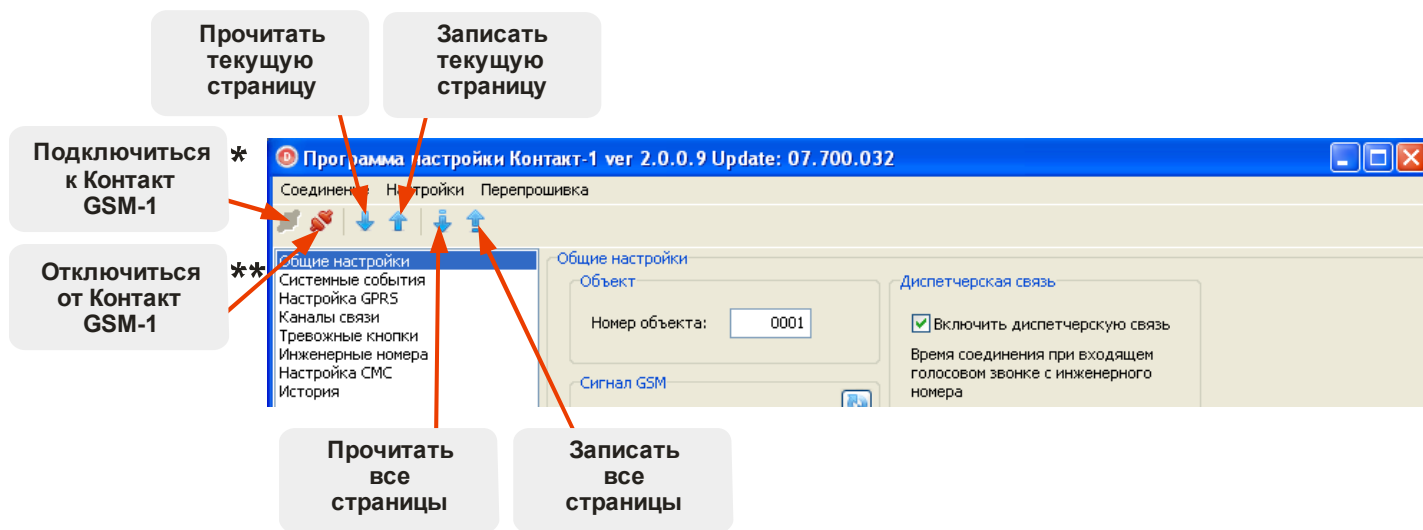 Прочитать
текущую
страницу
Записать
текущую
страницу
Подключиться *
к Контакт
GSM-1
Отключиться **
от Контакт
GSM-1
Программа настройки Контакт-1 ver 2.0.0.9 Update: 07.700.032
Соединение Настройки Перепрошивка
Общие настройки
Системные события
Настройка GPRS
Каналы связи
Тревожные кнопки
Инженерные номера
Настройка СМС
История
Общие настройки
Объект
Номер объекта: 0001
Сигнал GSM
Диспетчерская связь
Включить диспетчерскую связь
Время соединения при входящем
голосовом звонке с инженерного
номера
Прочитать
все
страницы
Записать
все
страницы